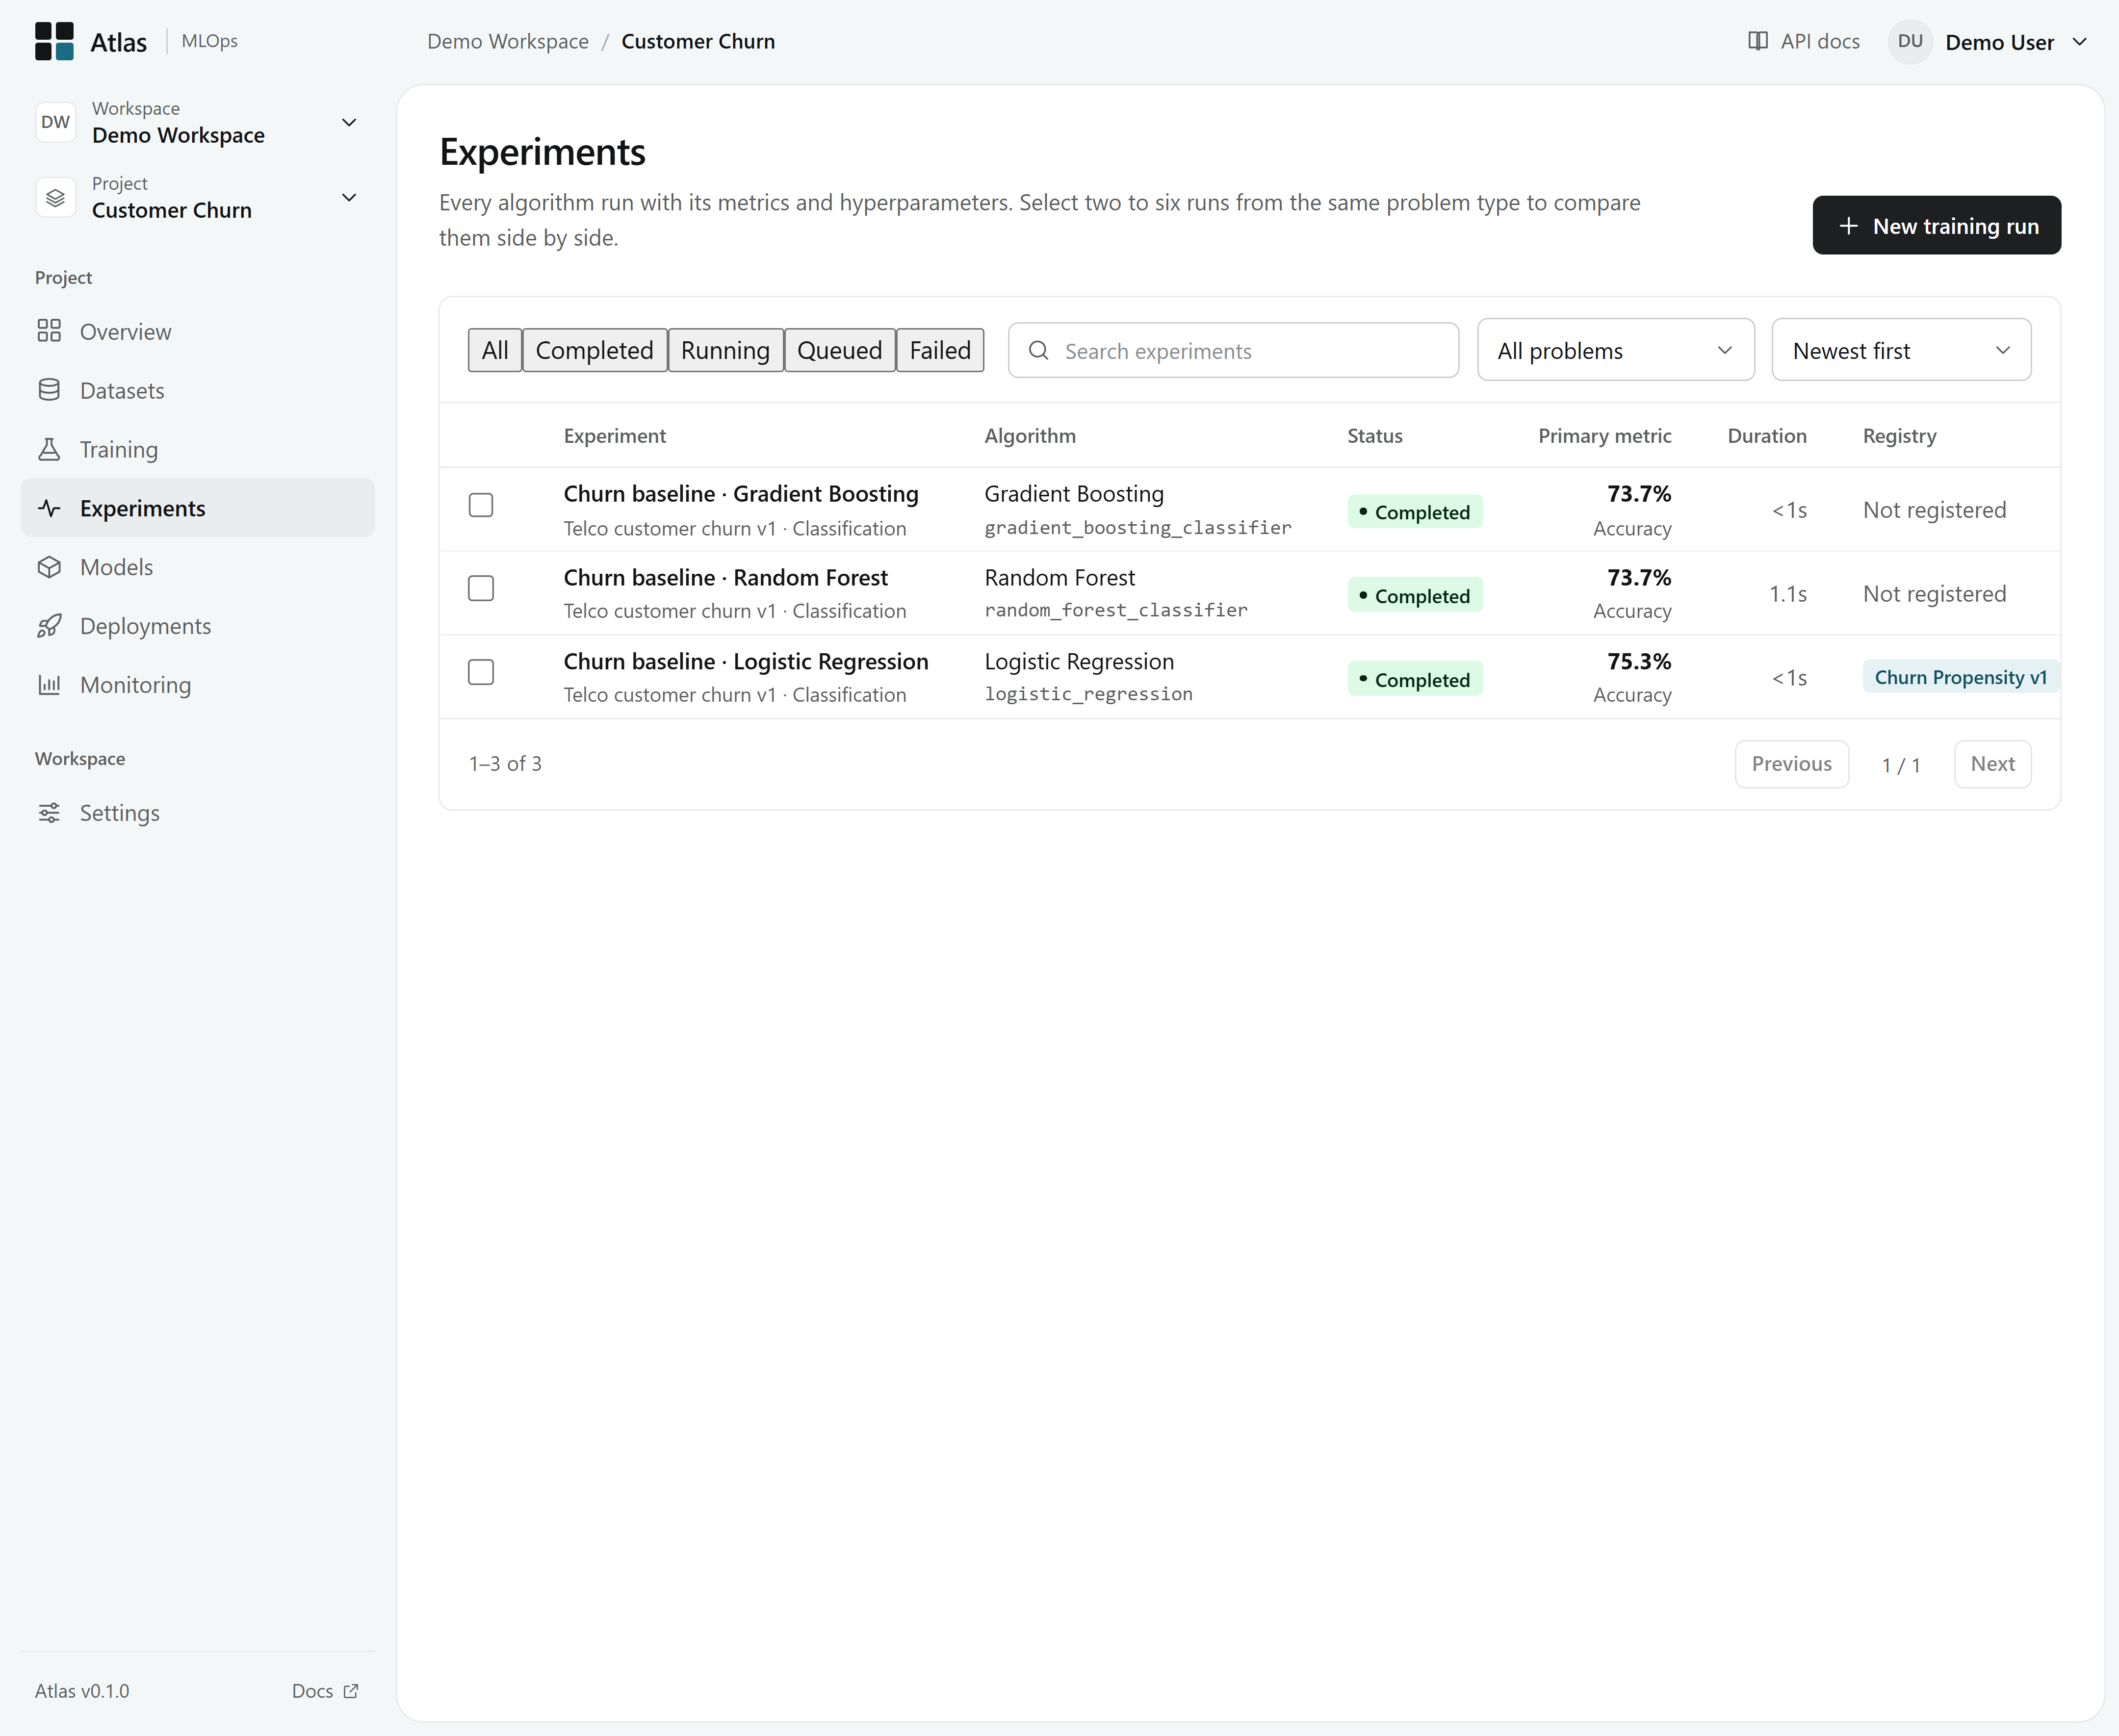 Atlas MLOps
Demo Workspace / Customer Churn
API docs
DU Demo User
DW
Workspace
Demo Workspace
Project
Customer Churn
Project
Overview
Datasets
Training
Experiments
Models
Deployments
Monitoring
Workspace
Settings
Atlas v0.1.0
Docs
Experiments
Every algorithm run with its metrics and hyperparameters. Select two to six runs from the same problem type to compare
them side by side.
New training run
All Completed Running Queued Failed
Search experiments
All problems
Newest first
Experiment Algorithm Status Primary metric Duration Registry
Churn baseline · Gradient Boosting Gradient Boosting Completed 73.7% <1s Not registered
Telco customer churn v1 · Classification gradient_boosting_classifier Accuracy
Churn baseline · Random Forest Random Forest Completed 73.7% 1.1s Not registered
Telco customer churn v1 · Classification random_forest_classifier Accuracy
Churn baseline · Logistic Regression Logistic Regression Completed 75.3% <1s Churn Propensity v1
Telco customer churn v1 · Classification logistic_regression Accuracy
1–3 of 3
Previous 1 / 1 Next